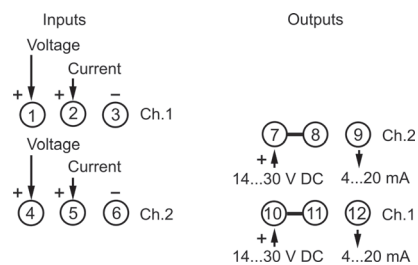 Inputs
Voltage
Current
+ + –
1 2 3 Ch.1
Voltage
Current
+ + –
4 5 6 Ch.2
Outputs
7 8 9 Ch.2
+
14...30 V DC 4...20 mA
10 11 12 Ch.1
+
14...30 V DC 4...20 mA